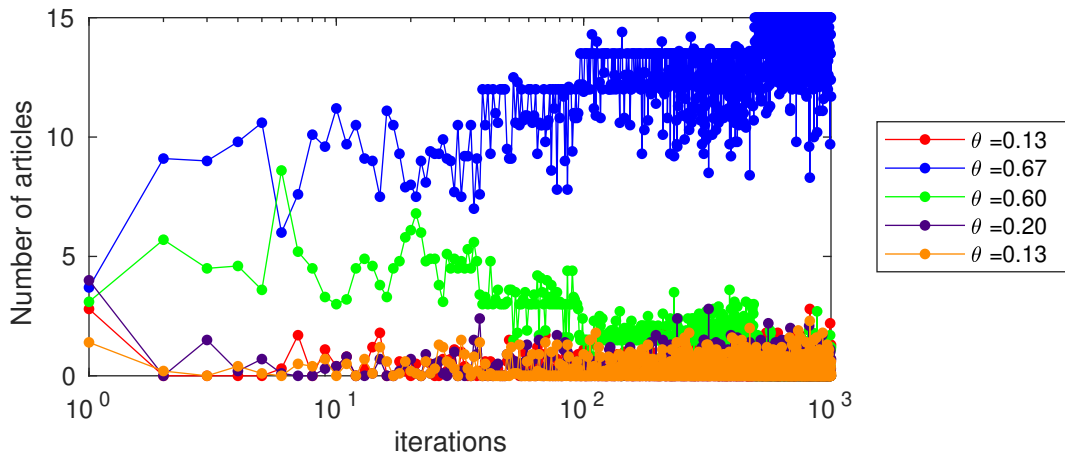 15
10
5
0
Number of articles
10^0
10^1
10^2
10^3
iterations
θ =0.13
θ =0.67
θ =0.60
θ =0.20
θ =0.13